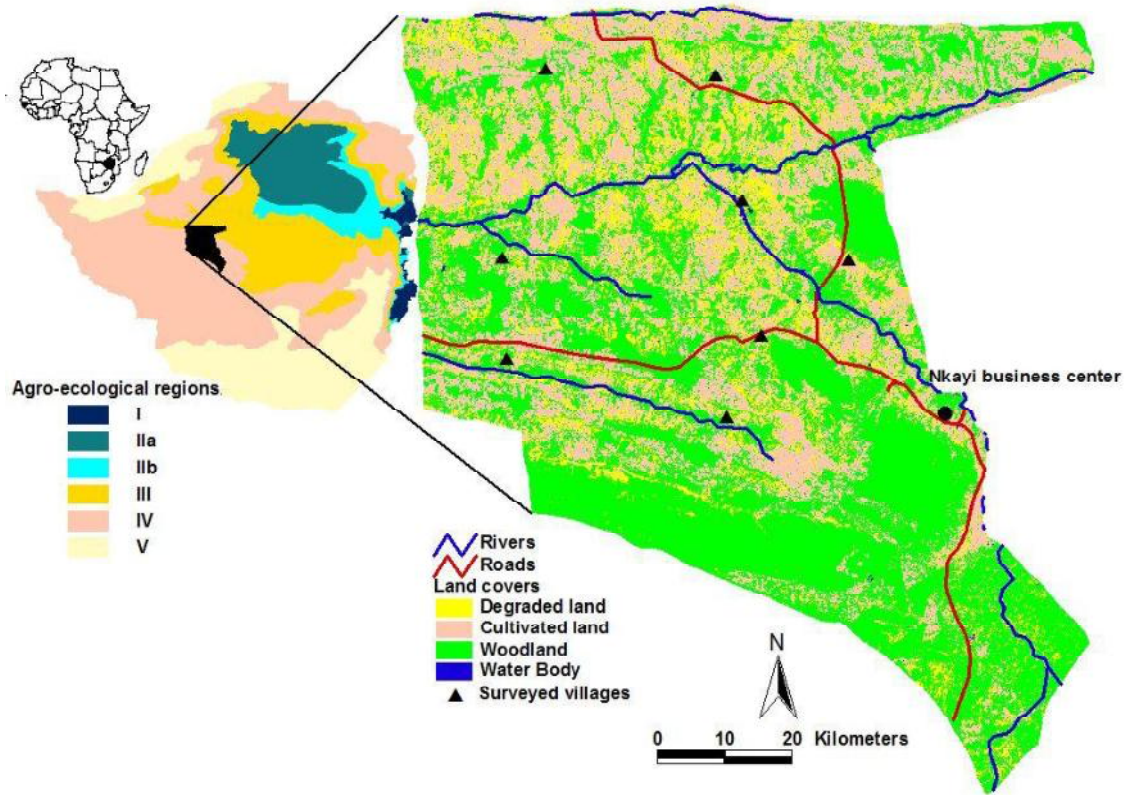 Nkayi business center
Agro-ecological regions
I
IIa
IIb
III
IV
V
Rivers
Roads
Land covers
Degraded land
Cultivated land
Woodland
Water Body
Surveyed villages
N
0 10 20 Kilometers